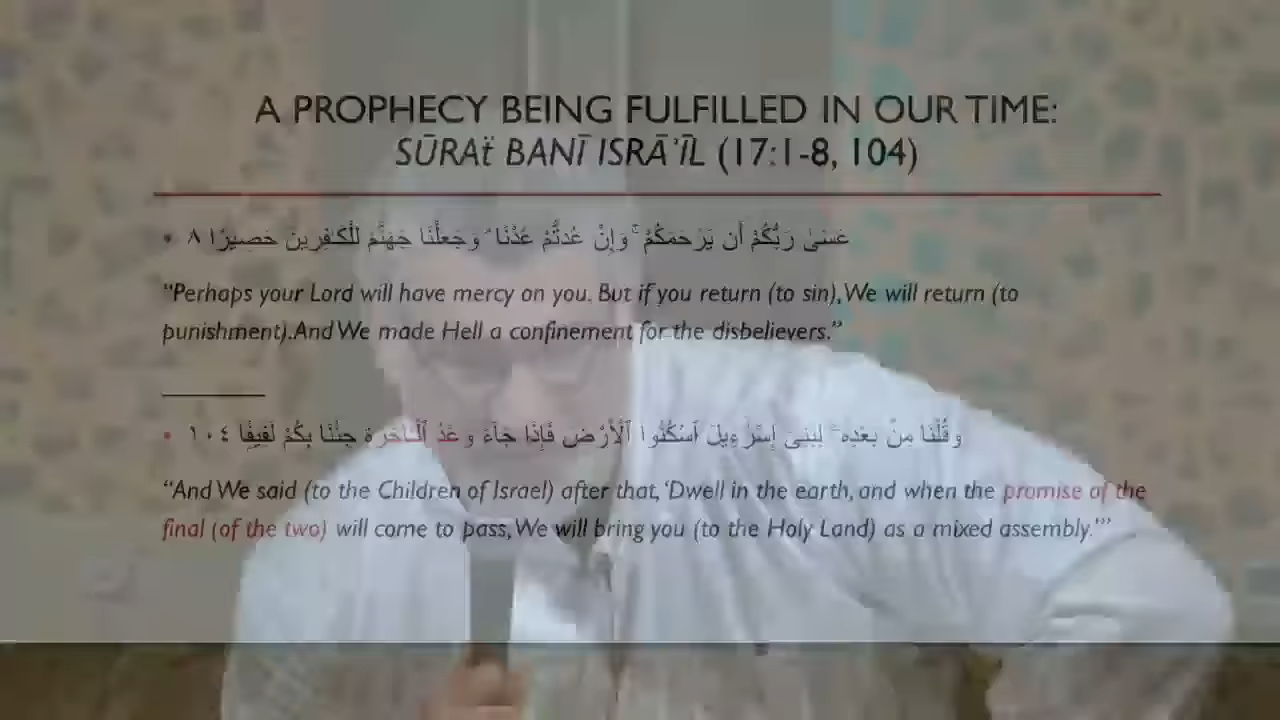 A PROPHECY BEING FULFILLED IN OUR TIME:
SŪRAẗ BANĪ ISRĀʾĪL (17:1-8, 104)
• عَسَىٰ رَبُّكُمْ أَن يَرْحَمَكُمْ ۚ وَإِنْ عُدتُّمْ عُدْنَا ۘ وَجَعَلْنَا جَهَنَّمَ لِلْكَـٰفِرِينَ حَصِيرًا ٨
“Perhaps your Lord will have mercy on you. But if you return (to sin), We will return (to
punishment). And We made Hell a confinement for the disbelievers.”
• وَقُلْنَا مِنۢ بَعْدِهِۦ لِبَنِىٓ إِسْرَٰٓءِيلَ ٱسْكُنُوا۟ ٱلْأَرْضَ فَإِذَا جَآءَ وَعْدُ ٱلْـَٔاخِرَةِ جِئْنَا بِكُمْ لَفِيفًا ١٠٤
“And We said (to the Children of Israel) after that, ‘Dwell in the earth, and when the promise of the
final (of the two) will come to pass, We will bring you (to the Holy Land) as a mixed assembly.’”